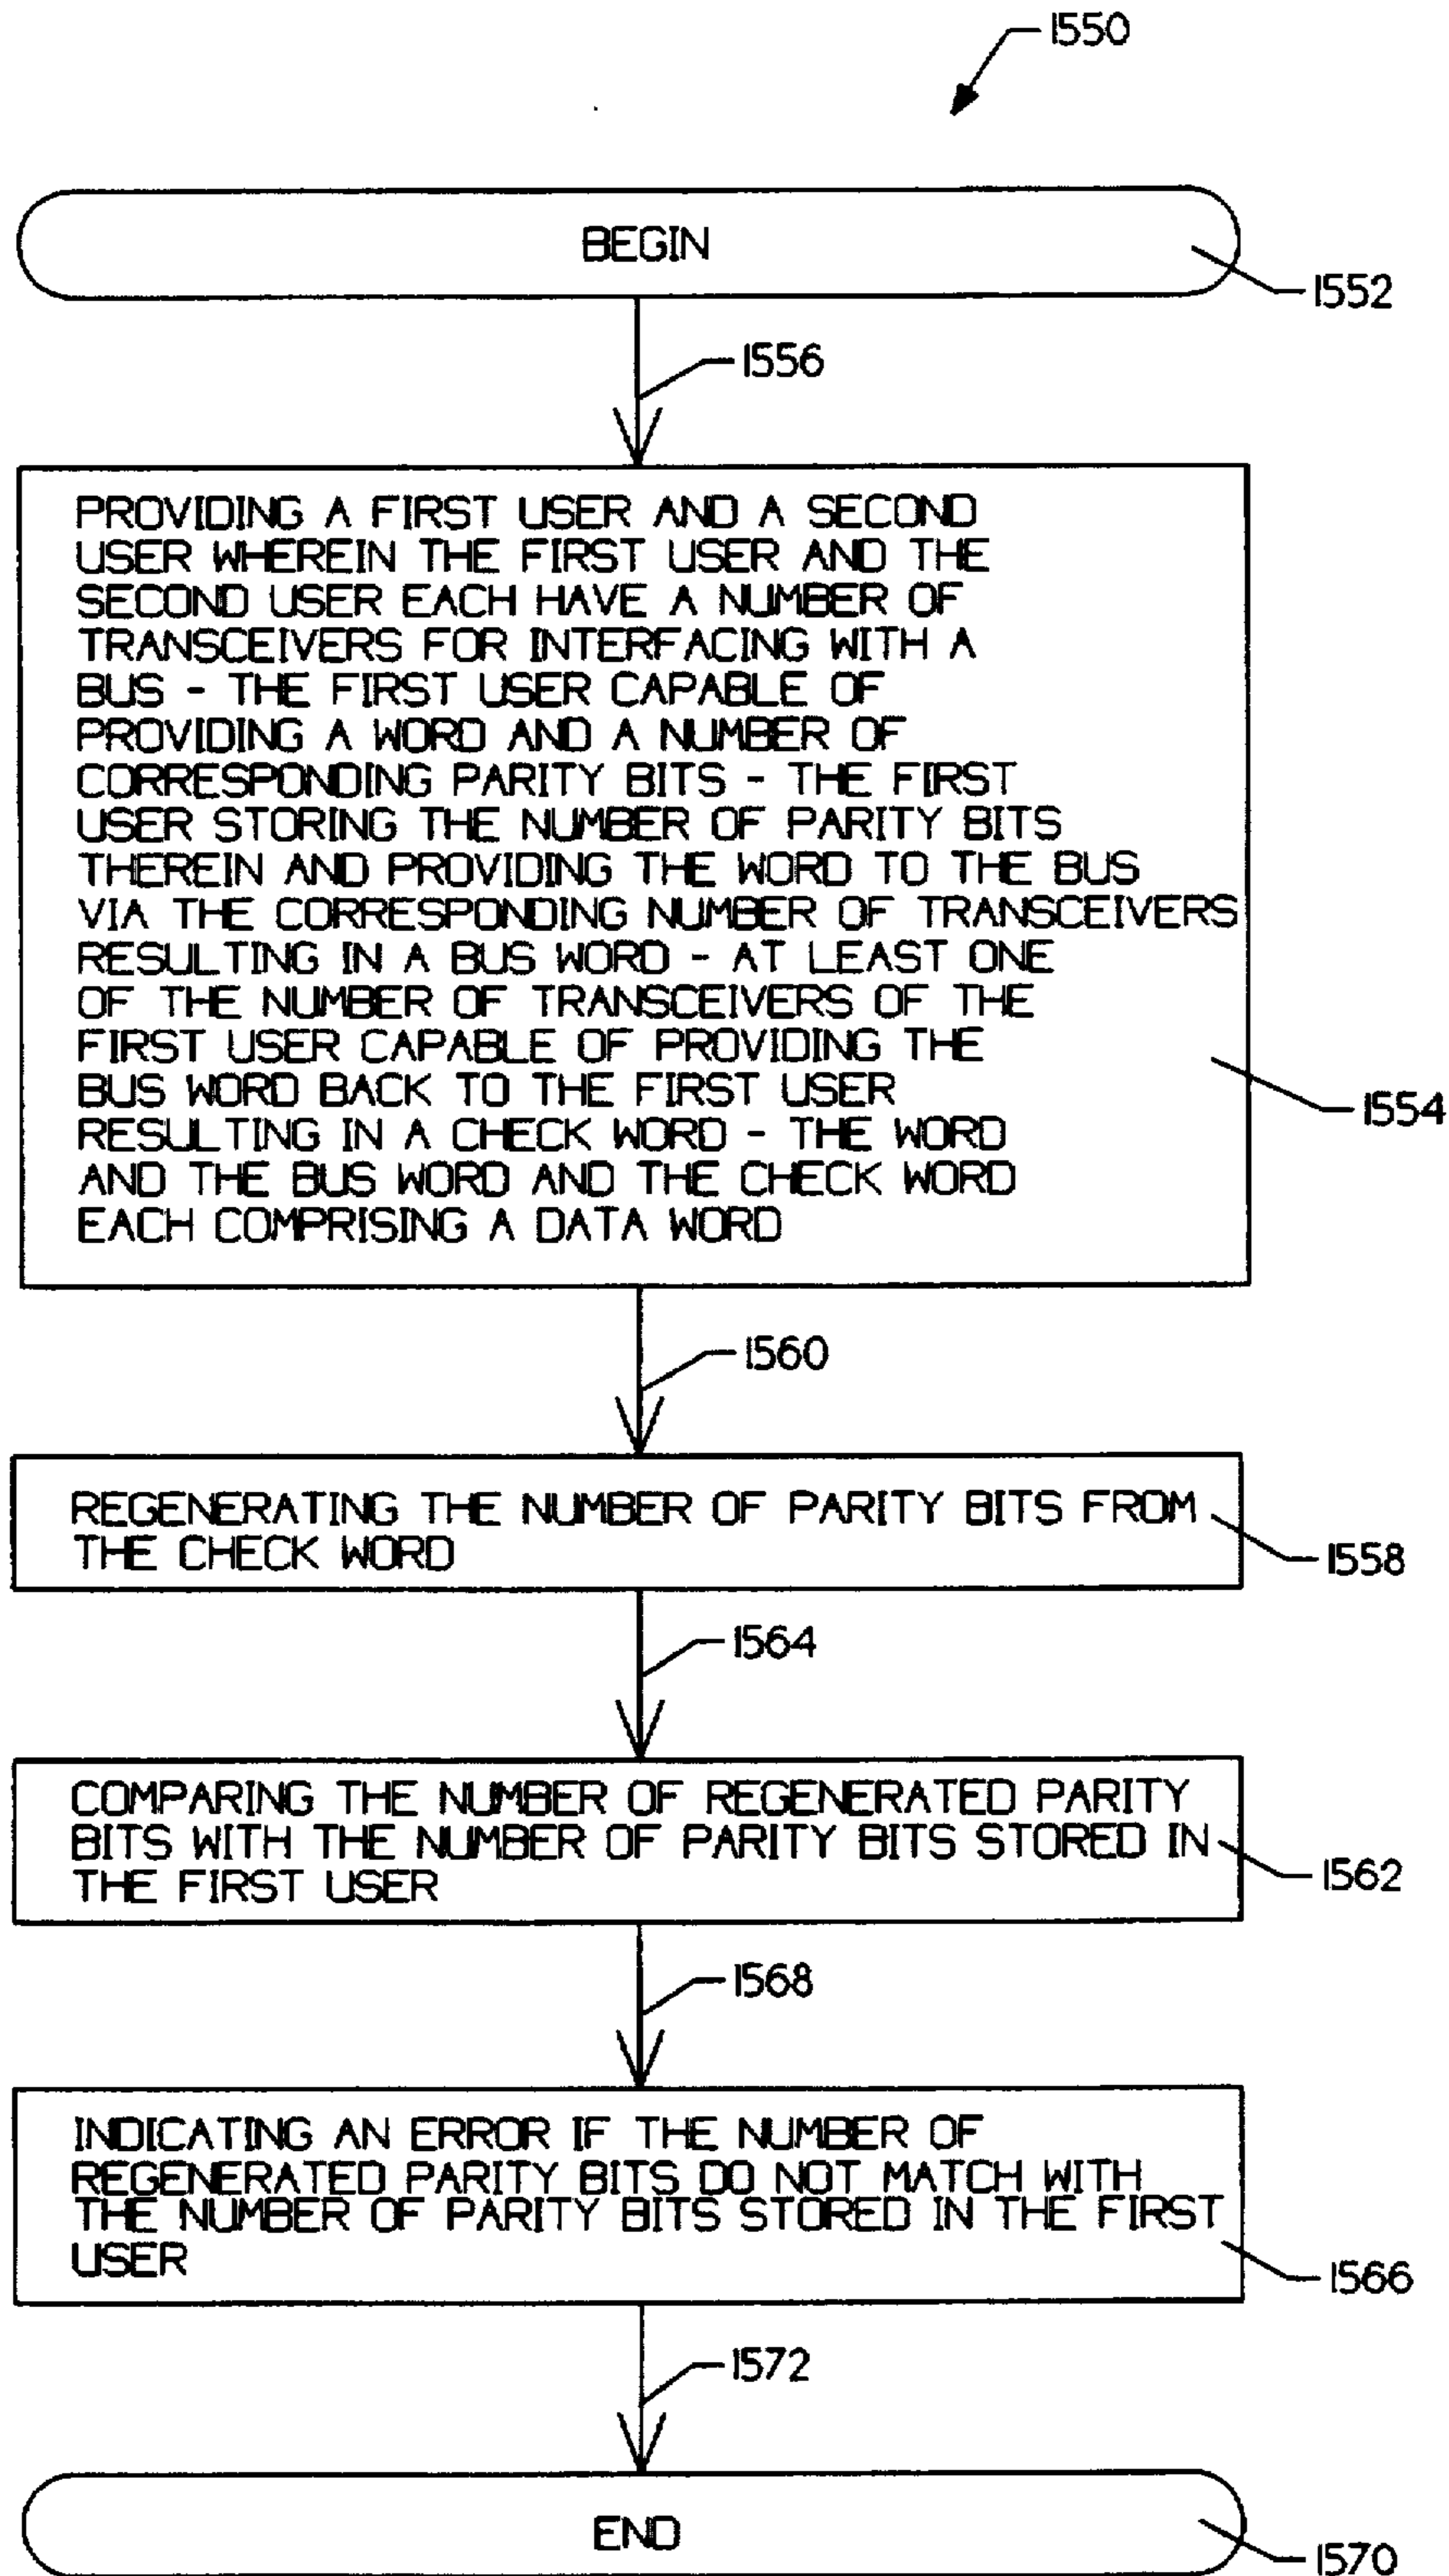 1550
BEGIN
1552
1556
PROVIDING A FIRST USER AND A SECOND
USER WHEREIN THE FIRST USER AND THE
SECOND USER EACH HAVE A NUMBER OF
TRANSCEIVERS FOR INTERFACING WITH A
BUS - THE FIRST USER CAPABLE OF
PROVIDING A WORD AND A NUMBER OF
CORRESPONDING PARITY BITS - THE FIRST
USER STORING THE NUMBER OF PARITY BITS
THEREIN AND PROVIDING THE WORD TO THE BUS
VIA THE CORRESPONDING NUMBER OF TRANSCEIVERS
RESULTING IN A BUS WORD - AT LEAST ONE
OF THE NUMBER OF TRANSCEIVERS OF THE
FIRST USER CAPABLE OF PROVIDING THE
BUS WORD BACK TO THE FIRST USER
RESULTING IN A CHECK WORD - THE WORD
AND THE BUS WORD AND THE CHECK WORD
EACH COMPRISING A DATA WORD
1554
1560
REGENERATING THE NUMBER OF PARITY BITS FROM
THE CHECK WORD
1558
1564
COMPARING THE NUMBER OF REGENERATED PARITY
BITS WITH THE NUMBER OF PARITY BITS STORED IN
THE FIRST USER
1562
1568
INDICATING AN ERROR IF THE NUMBER OF
REGENERATED PARITY BITS DO NOT MATCH WITH
THE NUMBER OF PARITY BITS STORED IN THE FIRST
USER
1566
1572
END
1570